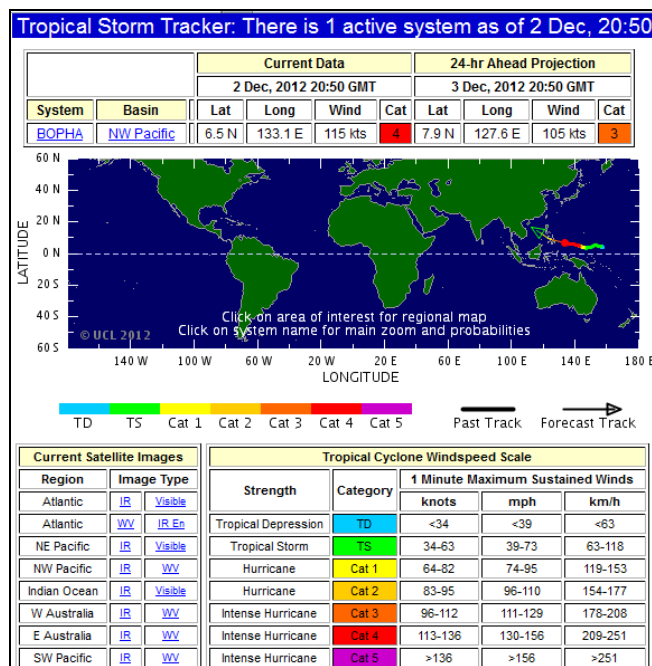 Tropical Storm Tracker: There is 1 active system as of 2 Dec, 20:50
Current Data 24-hr Ahead Projection
2 Dec, 2012 20:50 GMT 3 Dec, 2012 20:50 GMT
System Basin Lat Long Wind Cat Lat Long Wind Cat
BOPHA NW Pacific 6.5 N 133.1 E 115 kts 4 7.9 N 127.6 E 105 kts 3
60 N
40 N
20 N
0 N
20 S
40 S
60 S
LATITUDE
Click on area of interest for regional map
Click on system name for main zoom and probabilities
© UCL 2012
140 W 100 W 60 W 20 W 20 E 60 E 100 E 140 E 180 E
LONGITUDE
TD TS Cat 1 Cat 2 Cat 3 Cat 4 Cat 5 Past Track Forecast Track
Current Satellite Images
Region Image Type
Atlantic IR Visible
Atlantic WV IR En
NE Pacific IR Visible
NW Pacific IR WV
Indian Ocean IR Visible
W Australia IR WV
E Australia IR WV
SW Pacific IR WV
Tropical Cyclone Windspeed Scale
Strength Category 1 Minute Maximum Sustained Winds
knots mph km/h
Tropical Depression TD <34 <39 <63
Tropical Storm TS 34-63 39-73 63-118
Hurricane Cat 1 64-82 74-95 119-153
Hurricane Cat 2 83-95 96-110 154-177
Intense Hurricane Cat 3 96-112 111-129 178-208
Intense Hurricane Cat 4 113-136 130-156 209-251
Intense Hurricane Cat 5 >136 >156 >251